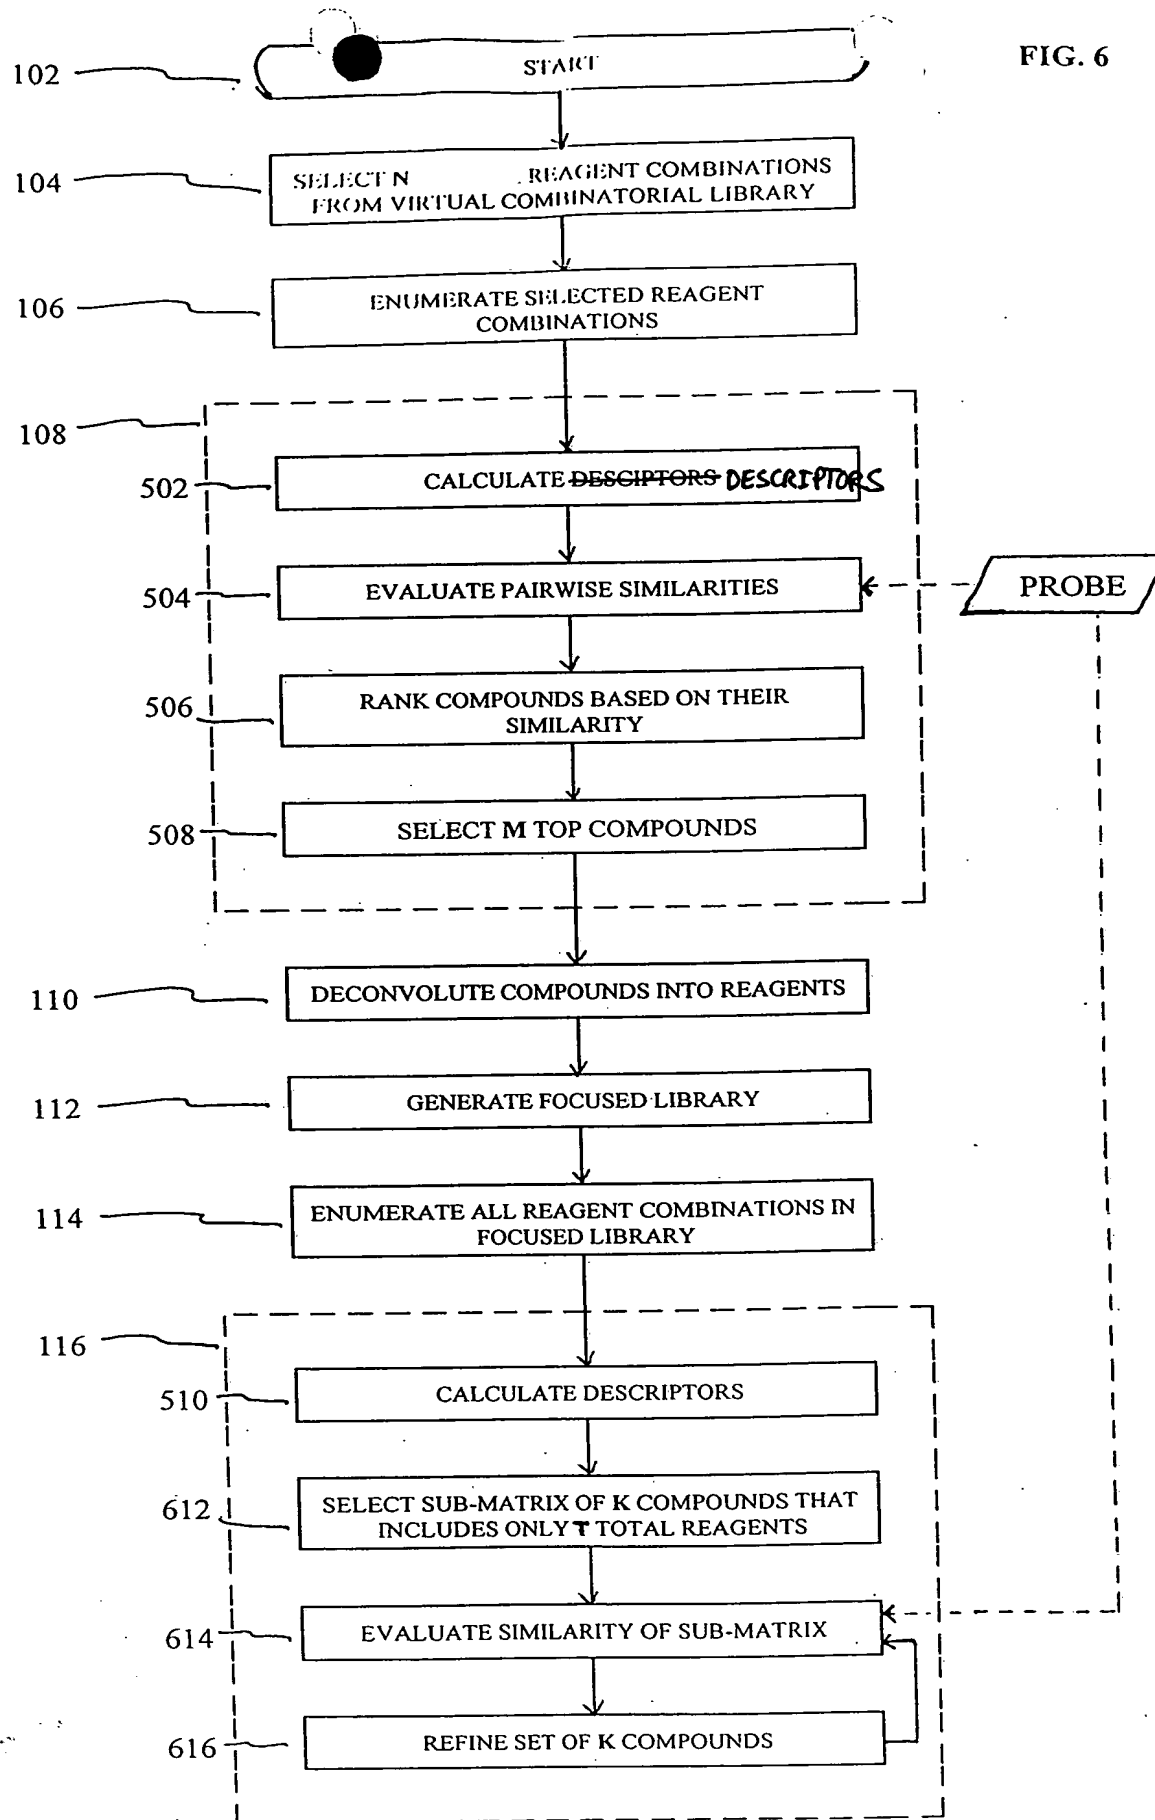 FIG. 6
102
START
104
SELECT N REAGENT COMBINATIONS
FROM VIRTUAL COMBINATORIAL LIBRARY
106
ENUMERATE SELECTED REAGENT
COMBINATIONS
108
502
CALCULATE DESCIPTORS DESCRIPTORS
504
EVALUATE PAIRWISE SIMILARITIES
PROBE
506
RANK COMPOUNDS BASED ON THEIR
SIMILARITY
508
SELECT M TOP COMPOUNDS
110
DECONVOLUTE COMPOUNDS INTO REAGENTS
112
GENERATE FOCUSED LIBRARY
114
ENUMERATE ALL REAGENT COMBINATIONS IN
FOCUSED LIBRARY
116
510
CALCULATE DESCRIPTORS
612
SELECT SUB-MATRIX OF K COMPOUNDS THAT
INCLUDES ONLY T TOTAL REAGENTS
614
EVALUATE SIMILARITY OF SUB-MATRIX
616
REFINE SET OF K COMPOUNDS